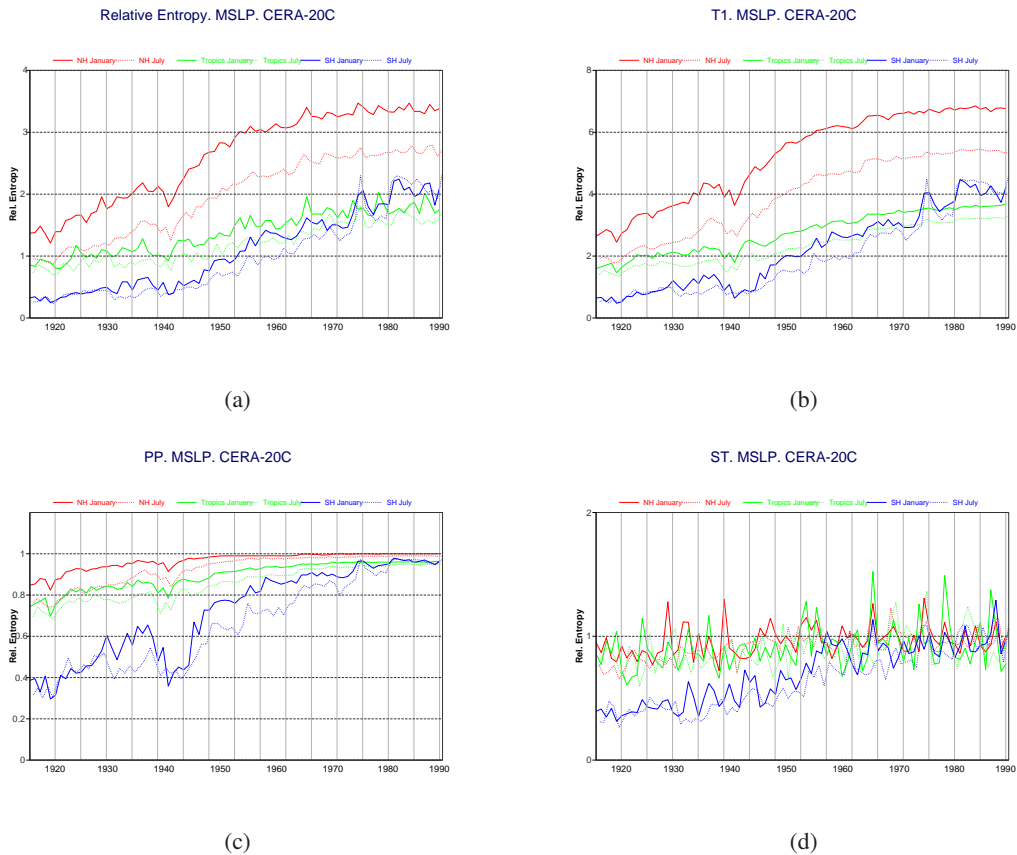 Relative Entropy. MSLP. CERA-20C
NH January NH July Tropics January Tropics July SH January SH July
4
3
2
1
0
Rel. Entropy
1920 1930 1940 1950 1960 1970 1980 1990
(a)
T1. MSLP. CERA-20C
NH January NH July Tropics January Tropics July SH January SH July
8
6
4
2
0
Rel. Entropy
1920 1930 1940 1950 1960 1970 1980 1990
(b)
PP. MSLP. CERA-20C
NH January NH July Tropics January Tropics July SH January SH July
1
0.8
0.6
0.4
0.2
0
Rel. Entropy
1920 1930 1940 1950 1960 1970 1980 1990
(c)
ST. MSLP. CERA-20C
NH January NH July Tropics January Tropics July SH January SH July
2
1
0
Rel. Entropy
1920 1930 1940 1950 1960 1970 1980 1990
(d)